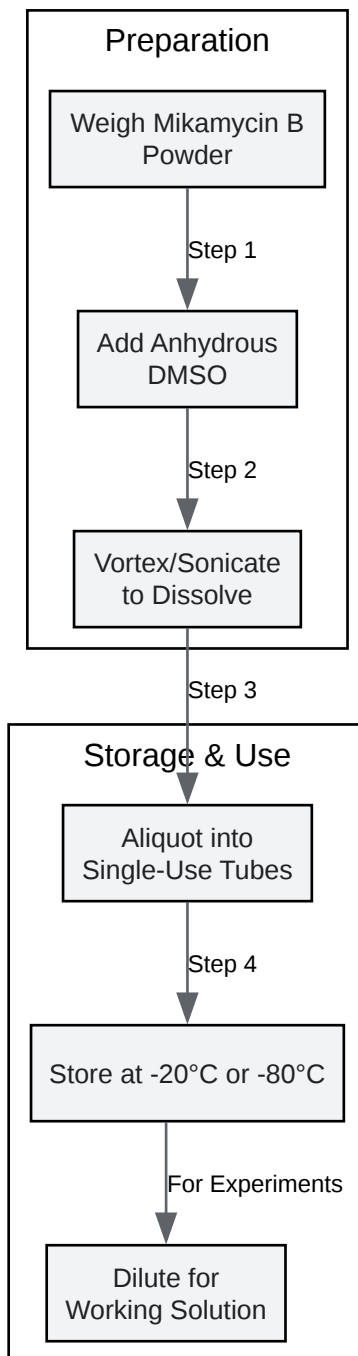 Preparation
Weigh Mikamycin B
Powder
Step 1
Add Anhydrous
DMSO
Step 2
Vortex/Sonicate
to Dissolve
Step 3
Storage & Use
Aliquot into
Single-Use Tubes
Step 4
Store at -20°C or -80°C
For Experiments
Dilute for
Working Solution